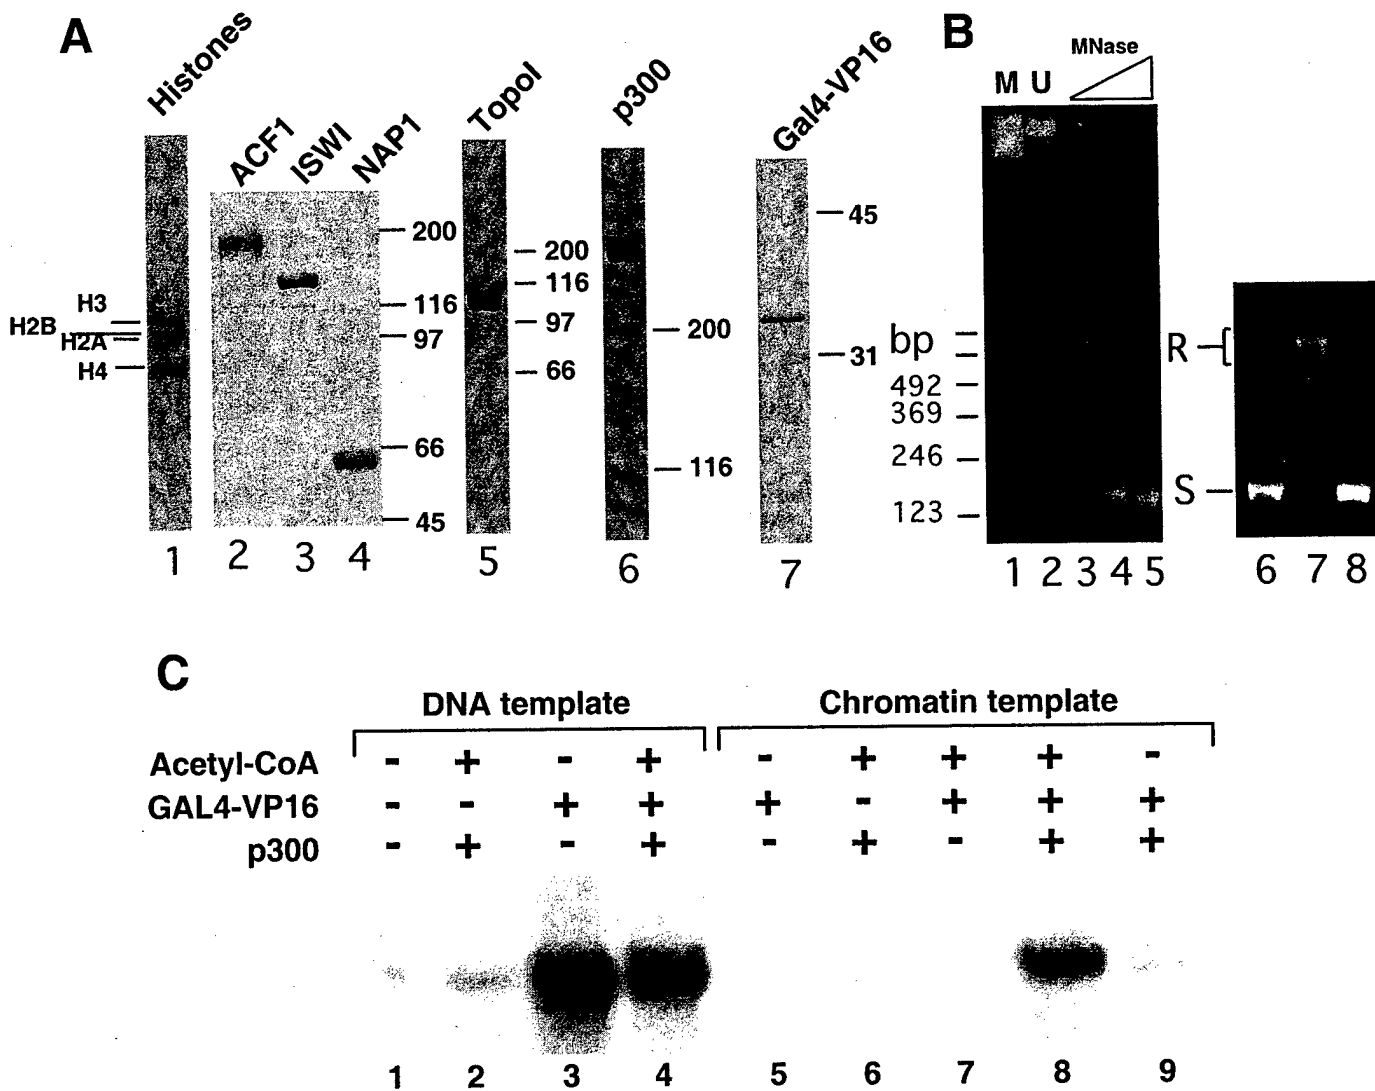 A
Histones
ACF1
ISWI
NAP1
TopoI
p300
Gal4-VP16
H3
H2B
H2A
H4
200
116
97
66
45
200
116
97
66
200
116
45
31
1 2 3 4 5 6 7
B
MNase
M U
bp
492
369
246
123
R
S
1 2 3 4 5 6 7 8
C
DNA template Chromatin template
Acetyl-CoA - + - + - + + + -
GAL4-VP16 - - + + + - + + +
p300 - + - + - + - + +
1 2 3 4 5 6 7 8 9